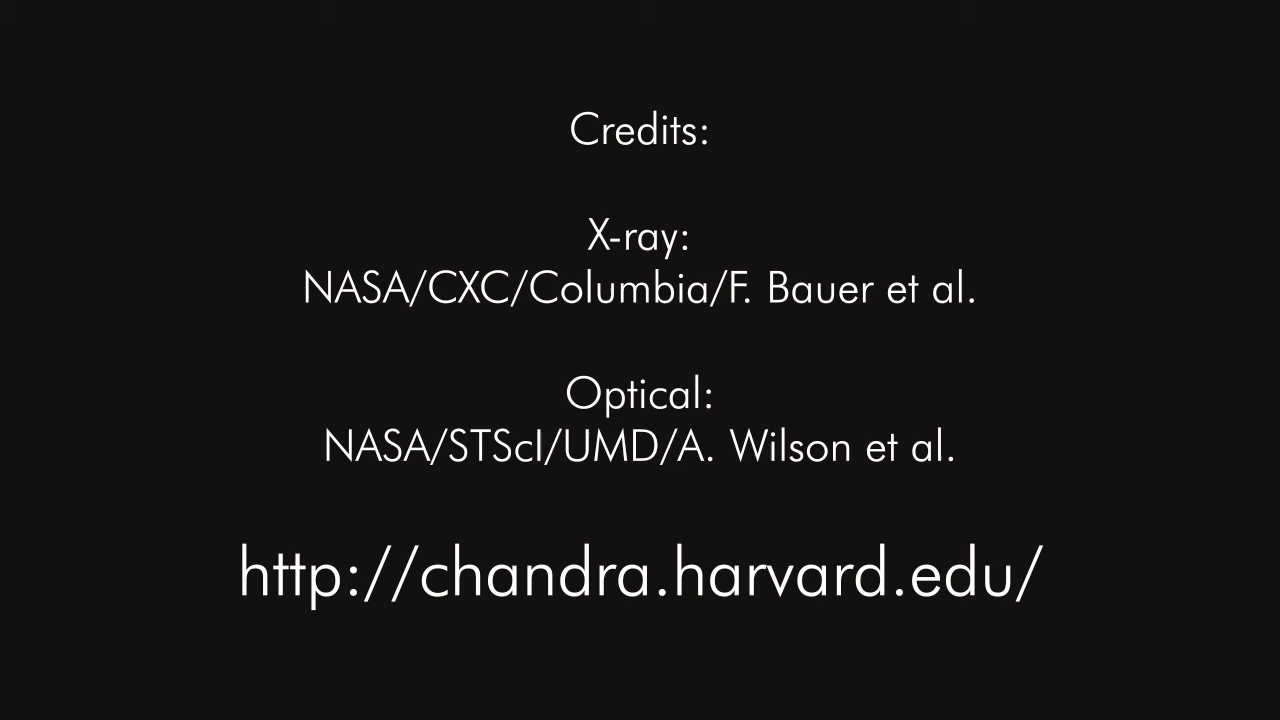 Credits:
X-ray:
NASA/CXC/Columbia/F. Bauer et al.
Optical:
NASA/STScI/UMD/A. Wilson et al.
http://chandra.harvard.edu/